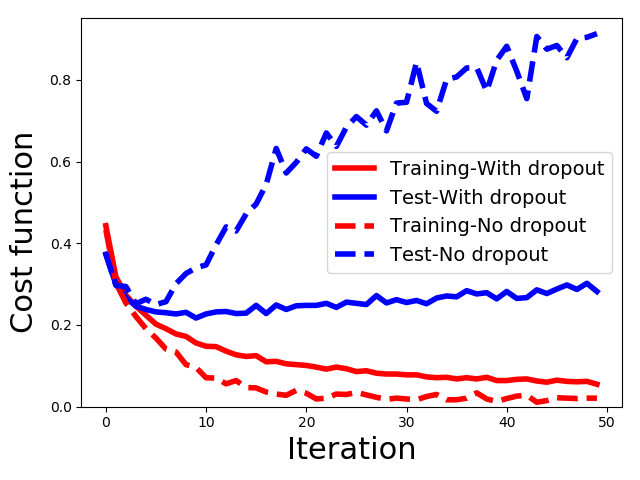 Cost function
0.8
0.6
0.4
0.2
0.0
Training-With dropout
Test-With dropout
Training-No dropout
Test-No dropout
0 10 20 30 40 50
Iteration